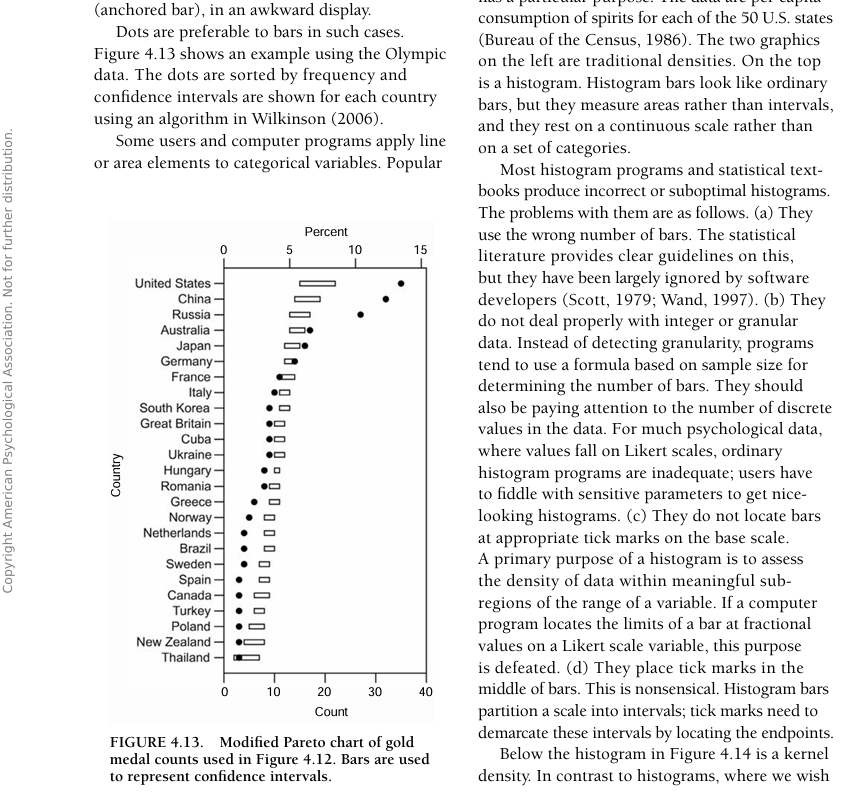 (anchored bar), in an awkward display.
Dots are preferable to bars in such cases.
Figure 4.13 shows an example using the Olympic
data. The dots are sorted by frequency and
confidence intervals are shown for each country
using an algorithm in Wilkinson (2006).
Some users and computer programs apply line
or area elements to categorical variables. Popular
Percent
0 5 10 15
United States
China
Russia
Australia
Japan
Germany
France
Italy
South Korea
Great Britain
Cuba
Ukraine
Hungary
Romania
Greece
Norway
Netherlands
Brazil
Sweden
Spain
Canada
Turkey
Poland
New Zealand
Thailand
Country
0 10 20 30 40
Count
FIGURE 4.13. Modified Pareto chart of gold
medal counts used in Figure 4.12. Bars are used
to represent confidence intervals.
has a particular purpose. The data are per capita
consumption of spirits for each of the 50 U.S. states
(Bureau of the Census, 1986). The two graphics
on the left are traditional densities. On the top
is a histogram. Histogram bars look like ordinary
bars, but they measure areas rather than intervals,
and they rest on a continuous scale rather than
on a set of categories.
Most histogram programs and statistical text-
books produce incorrect or suboptimal histograms.
The problems with them are as follows. (a) They
use the wrong number of bars. The statistical
literature provides clear guidelines on this,
but they have been largely ignored by software
developers (Scott, 1979; Wand, 1997). (b) They
do not deal properly with integer or granular
data. Instead of detecting granularity, programs
tend to use a formula based on sample size for
determining the number of bars. They should
also be paying attention to the number of discrete
values in the data. For much psychological data,
where values fall on Likert scales, ordinary
histogram programs are inadequate; users have
to fiddle with sensitive parameters to get nice-
looking histograms. (c) They do not locate bars
at appropriate tick marks on the base scale.
A primary purpose of a histogram is to assess
the density of data within meaningful sub-
regions of the range of a variable. If a computer
program locates the limits of a bar at fractional
values on a Likert scale variable, this purpose
is defeated. (d) They place tick marks in the
middle of bars. This is nonsensical. Histogram bars
partition a scale into intervals; tick marks need to
demarcate these intervals by locating the endpoints.
Below the histogram in Figure 4.14 is a kernel
density. In contrast to histograms, where we wish
Copyright American Psychological Association. Not for further distribution.